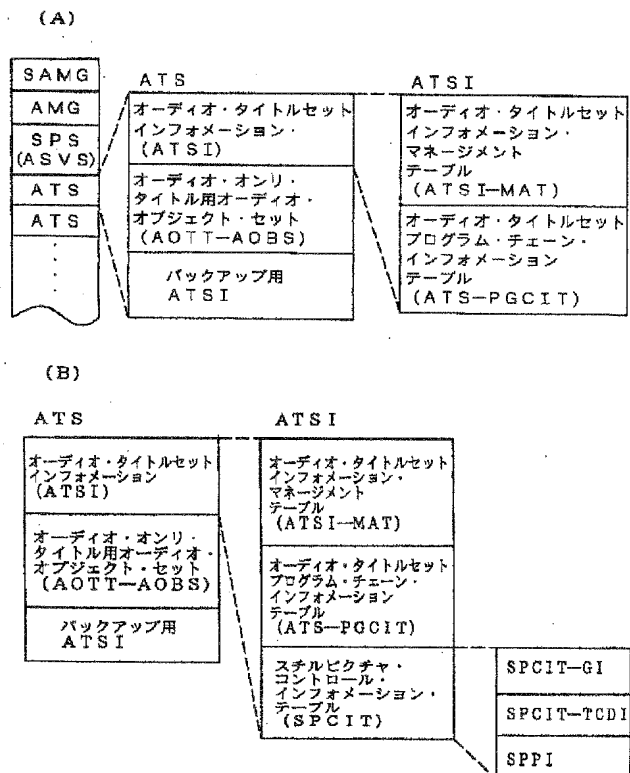 (A)
SAMG
AMG
SPS
(ASVS)
ATS
ATS
ATS
オーディオ・タイトルセット
インフォメーション・
(ATSI)
オーディオ・オンリ・
タイトル用オーディオ・
オブジェクト・セット
(AOTT—AOBS)
バックアップ用
ATSI
ATSI
オーディオ・タイトルセット
インフォメーション・
マネージメント
テーブル
(ATSI—MAT)
オーディオ・タイトルセット
プログラム・チェーン・
インフォメーション
テーブル
(ATS—PGCIT)
(B)
ATS
オーディオ・タイトルセット
インフォメーション
(ATSI)
オーディオ・オンリ・
タイトル用オーディオ・
オブジェクト・セット
(AOTT—AOBS)
バックアップ用
ATSI
ATSI
オーディオ・タイトルセット
インフォメーション・
マネージメント
テーブル
(ATSI—MAT)
オーディオ・タイトルセット
プログラム・チェーン・
インフォメーション
テーブル
(ATS—PGCIT)
スチルピクチャ・
コントロール・
インフォメーション・
テーブル
(SPCIT)
SPCIT—GI
SPCIT—TCDI
SPPI